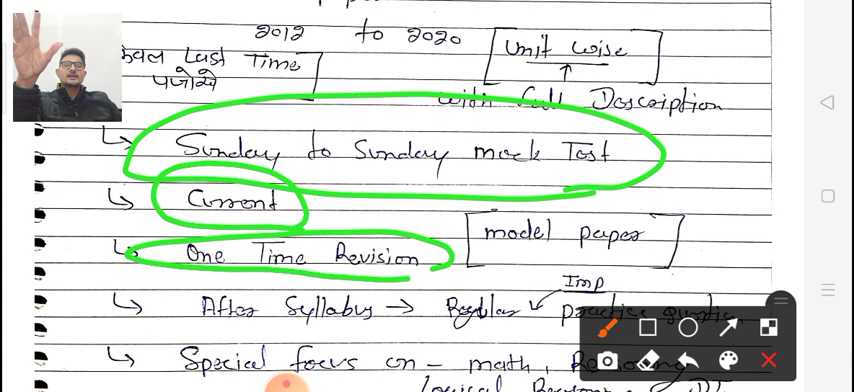 2012 to 2020 [Unit wise]
केवल Last Time
with full Description
↳ Sunday to Sunday mock Test
↳ Current
[model paper]
↳ One Time Revision
Imp
↳ After Syllabus → Regular practice
↳ Special focus on - math, Reasoning
Logical